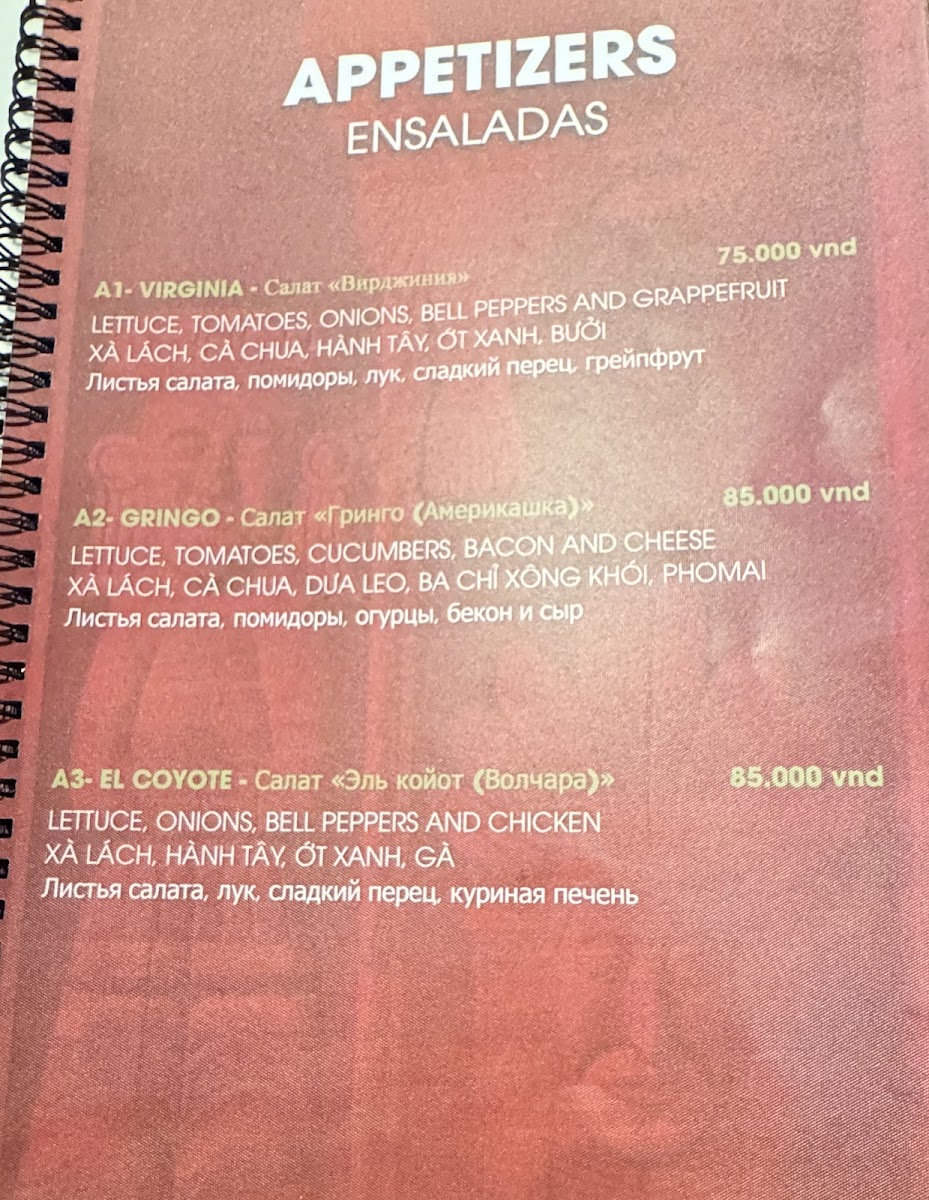 APPETIZERS
ENSALADAS
75.000 vnd
A1- VIRGINIA - Салат «Вирджиния»
LETTUCE, TOMATOES, ONIONS, BELL PEPPERS AND GRAPPEFRUIT
XÀ LÁCH, CÀ CHUA, HÀNH TÂY, ỚT XANH, BƯỞI
Листья салата, помидоры, лук, сладкий перец, грейпфрут
85.000 vnd
A2- GRINGO - Салат «Гринго (Америкашка)»
LETTUCE, TOMATOES, CUCUMBERS, BACON AND CHEESE
XÀ LÁCH, CÀ CHUA, DƯA LEO, BA CHỈ XÔNG KHÓI, PHOMAI
Листья салата, помидоры, огурцы, бекон и сыр
A3- EL COYOTE - Салат «Эль койот (Волчара)» 85.000 vnd
LETTUCE, ONIONS, BELL PEPPERS AND CHICKEN
XÀ LÁCH, HÀNH TÂY, ỚT XANH, GÀ
Листья салата, лук, сладкий перец, куриная печень